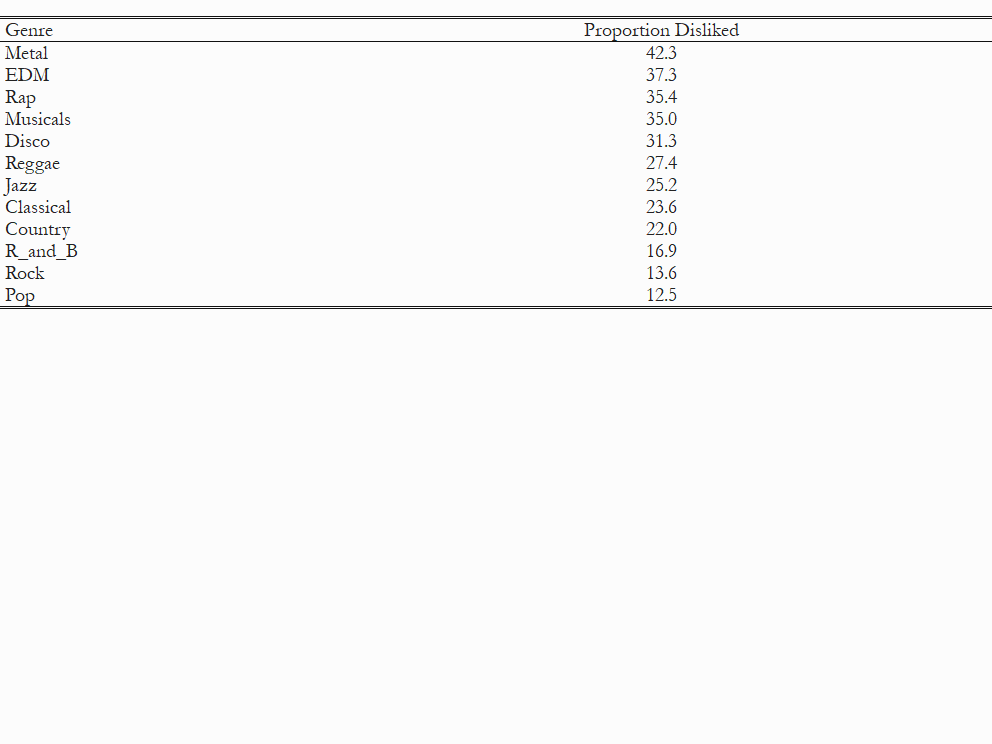 Genre Proportion Disliked
Metal 42.3
EDM 37.3
Rap 35.4
Musicals 35.0
Disco 31.3
Reggae 27.4
Jazz 25.2
Classical 23.6
Country 22.0
R_and_B 16.9
Rock 13.6
Pop 12.5